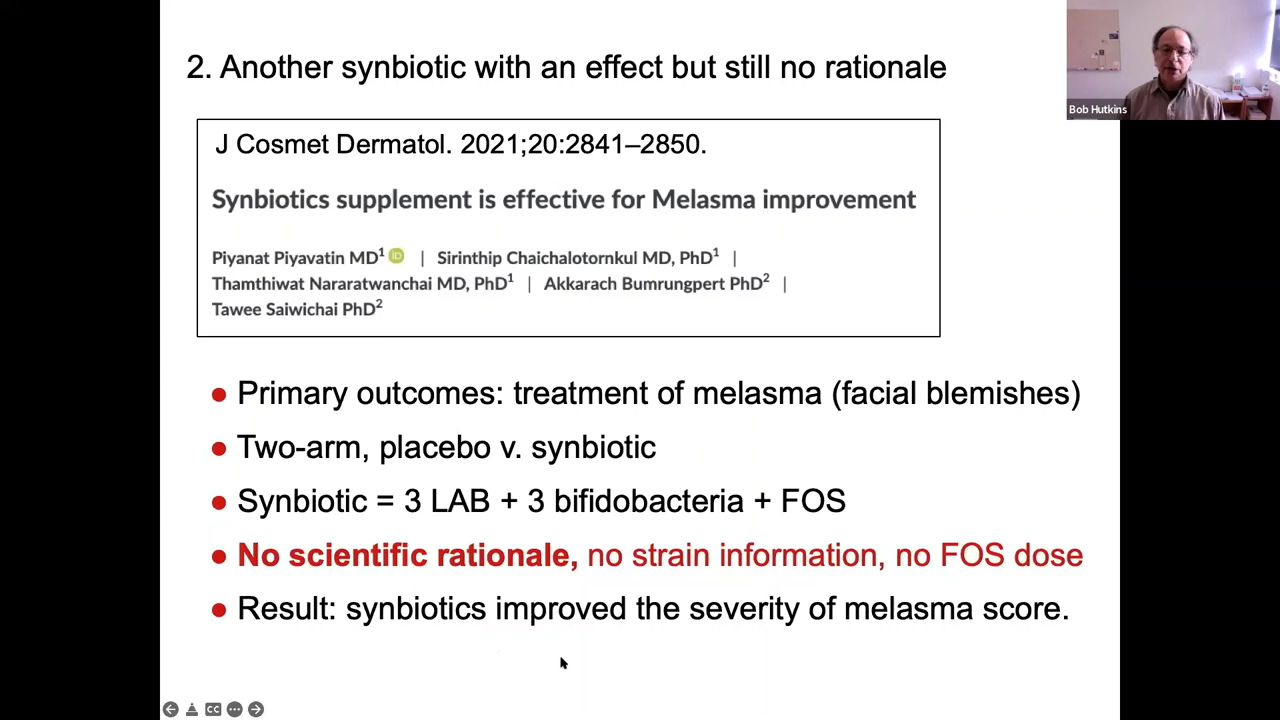 2. Another synbiotic with an effect but still no rationale
Bob Hutkins
J Cosmet Dermatol. 2021;20:2841–2850.
Synbiotics supplement is effective for Melasma improvement
Piyanat Piyavatin MD1 iD | Sirinthip Chaichalotornkul MD, PhD1 |
Thamthiwat Nararatwanchai MD, PhD1 | Akkarach Bumrungpert PhD2 |
Tawee Saiwichai PhD2
● Primary outcomes: treatment of melasma (facial blemishes)
● Two-arm, placebo v. synbiotic
● Synbiotic = 3 LAB + 3 bifidobacteria + FOS
● No scientific rationale, no strain information, no FOS dose
● Result: synbiotics improved the severity of melasma score.
CC